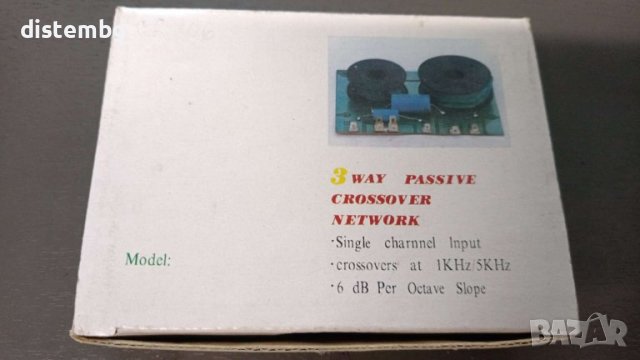 distembo
3 WAY PASSIVE
CROSSOVER
NETWORK
·Single charnnel Input
·crossovers at 1KHz/5KHz
·6 dB Per Octave Slope
Model:
BAZAR